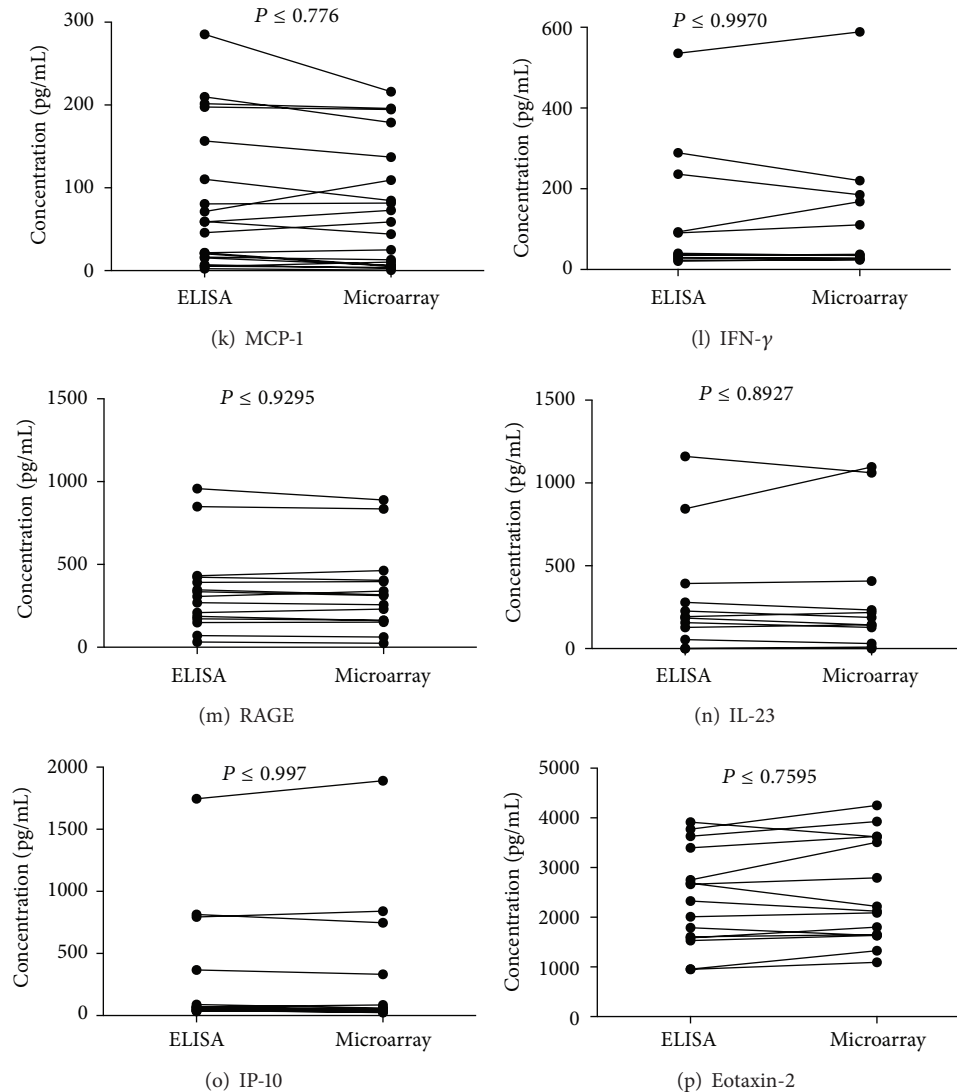 P ≤ 0.776
300
200
100
0
Concentration (pg/mL)
ELISA
Microarray
(k) MCP-1
P ≤ 0.9970
600
400
200
0
Concentration (pg/mL)
ELISA
Microarray
(l) IFN-γ
P ≤ 0.9295
1500
1000
500
0
Concentration (pg/mL)
ELISA
Microarray
(m) RAGE
P ≤ 0.8927
1500
1000
500
0
Concentration (pg/mL)
ELISA
Microarray
(n) IL-23
P ≤ 0.997
2000
1500
1000
500
0
Concentration (pg/mL)
ELISA
Microarray
(o) IP-10
P ≤ 0.7595
5000
4000
3000
2000
1000
0
Concentration (pg/mL)
ELISA
Microarray
(p) Eotaxin-2